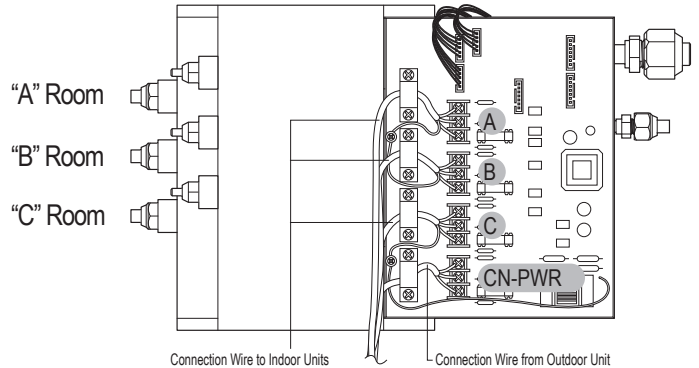 “A” Room
“B” Room
“C” Room
A
B
C
CN-PWR
Connection Wire to Indoor Units
Connection Wire from Outdoor Unit